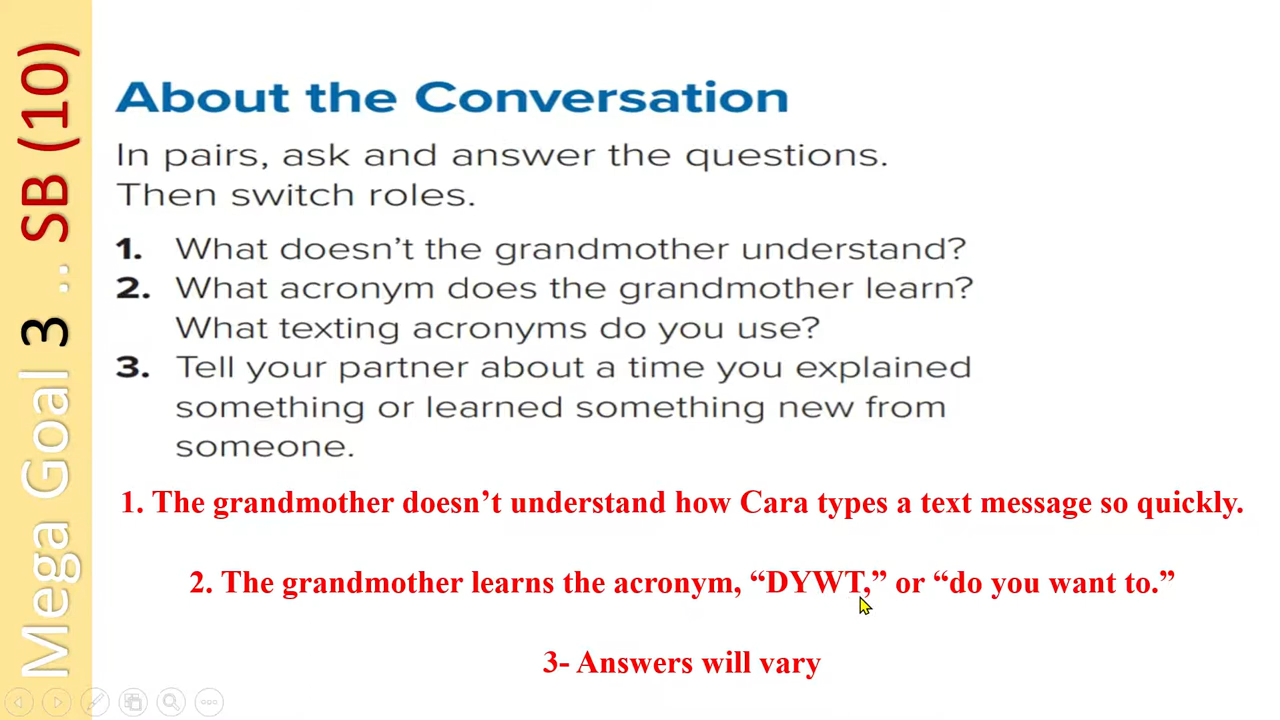 Mega Goal 3 .. SB (10)
About the Conversation
In pairs, ask and answer the questions.
Then switch roles.
1. What doesn't the grandmother understand?
2. What acronym does the grandmother learn?
What texting acronyms do you use?
3. Tell your partner about a time you explained
something or learned something new from
someone.
1. The grandmother doesn't understand how Cara types a text message so quickly.
2. The grandmother learns the acronym, “DYWT,” or “do you want to.”
3- Answers will vary